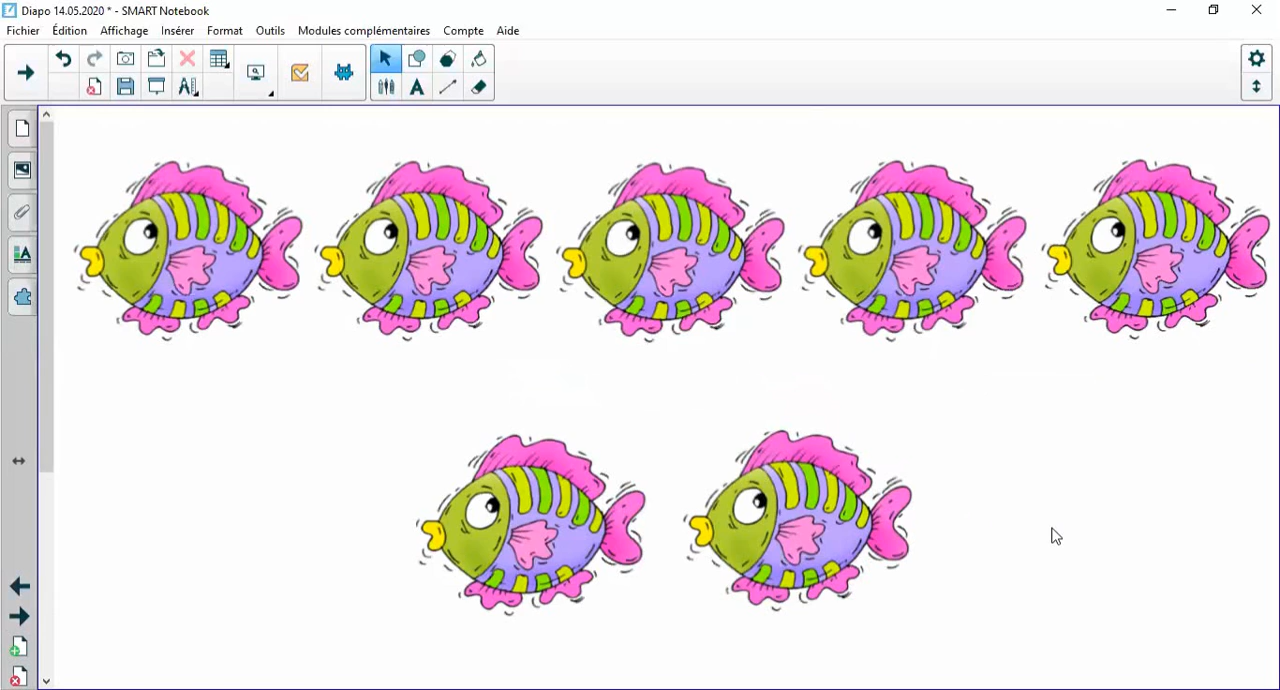 Diapo 14.05.2020 * - SMART Notebook
Fichier Édition Affichage Insérer Format Outils Modules complémentaires Compte Aide